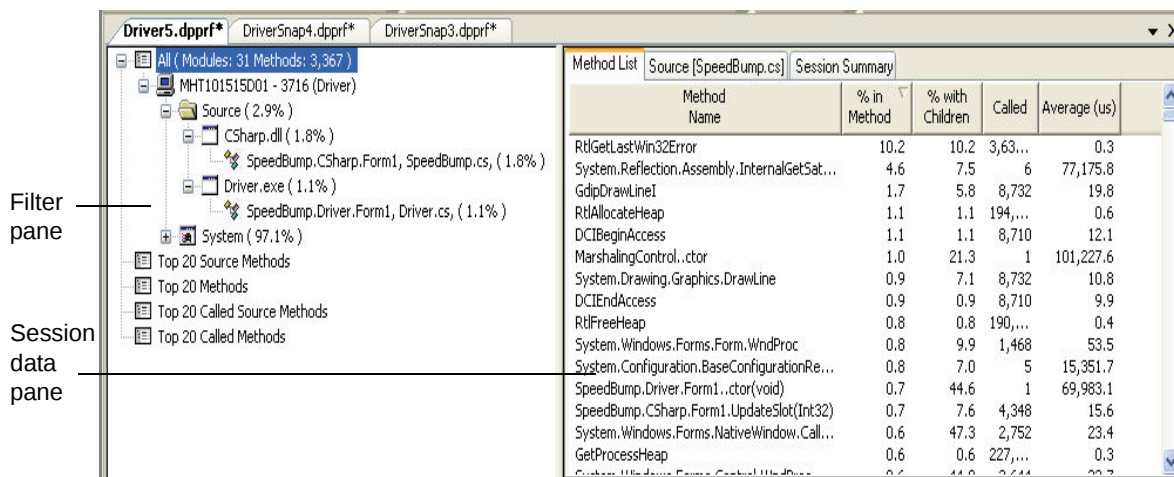 Driver5.dpprf* DriverSnap4.dpprf* DriverSnap3.dpprf*
All ( Modules: 31 Methods: 3,367 )
MHT101515D01 - 3716 (Driver)
Source ( 2.9% )
CSharp.dll ( 1.8% )
SpeedBump.CSharp.Form1, SpeedBump.cs, ( 1.8% )
Driver.exe ( 1.1% )
SpeedBump.Driver.Form1, Driver.cs, ( 1.1% )
System ( 97.1% )
Top 20 Source Methods
Top 20 Methods
Top 20 Called Source Methods
Top 20 Called Methods
Filter
pane
Session
data
pane
Method List Source [SpeedBump.cs] Session Summary
Method Name % in Method % with Children Called Average (us)
RtlGetLastWin32Error 10.2 10.2 3,63... 0.3
System.Reflection.Assembly.InternalGetSat... 4.6 7.5 6 77,175.8
GdipDrawLineI 1.7 5.8 8,732 19.8
RtlAllocateHeap 1.1 1.1 194,... 0.6
DCIBeginAccess 1.1 1.1 8,710 12.1
MarshalingControl..ctor 1.0 21.3 1 101,227.6
System.Drawing.Graphics.DrawLine 0.9 7.1 8,732 10.8
DCIEndAccess 0.9 0.9 8,710 9.9
RtlFreeHeap 0.8 0.8 190,... 0.4
System.Windows.Forms.Form.WndProc 0.8 9.9 1,468 53.5
System.Configuration.BaseConfigurationRe... 0.8 7.0 5 15,351.7
SpeedBump.Driver.Form1..ctor(void) 0.7 44.6 1 69,983.1
SpeedBump.CSharp.Form1.UpdateSlot(Int32) 0.7 7.6 4,348 15.6
System.Windows.Forms.NativeWindow.Call... 0.6 47.3 2,752 23.4
GetProcessHeap 0.6 0.6 227,... 0.3